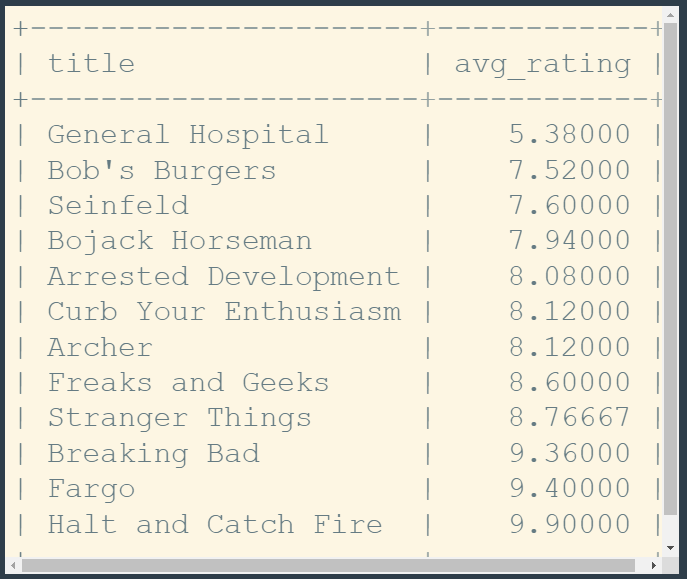 +----------------------+------------+
| title                | avg_rating |
+----------------------+------------+
| General Hospital     |    5.38000 |
| Bob's Burgers        |    7.52000 |
| Seinfeld             |    7.60000 |
| Bojack Horseman      |    7.94000 |
| Arrested Development |    8.08000 |
| Curb Your Enthusiasm |    8.12000 |
| Archer               |    8.12000 |
| Freaks and Geeks     |    8.60000 |
| Stranger Things      |    8.76667 |
| Breaking Bad         |    9.36000 |
| Fargo                |    9.40000 |
| Halt and Catch Fire  |    9.90000 |